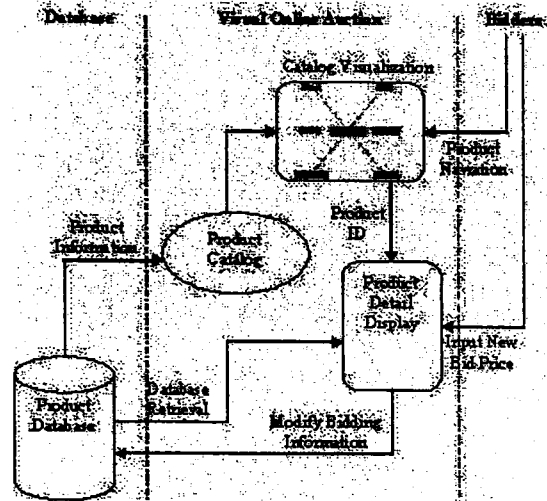 Database
Virtual Online Auction
Bidders
Catalog Visualization
Product
Naviation
Product
ID
Product
Information
Product
Catalog
Product
Detail
Display
Input New
Bid Price
Product
Database
Database
Retrieval
Modify Bidding
Information